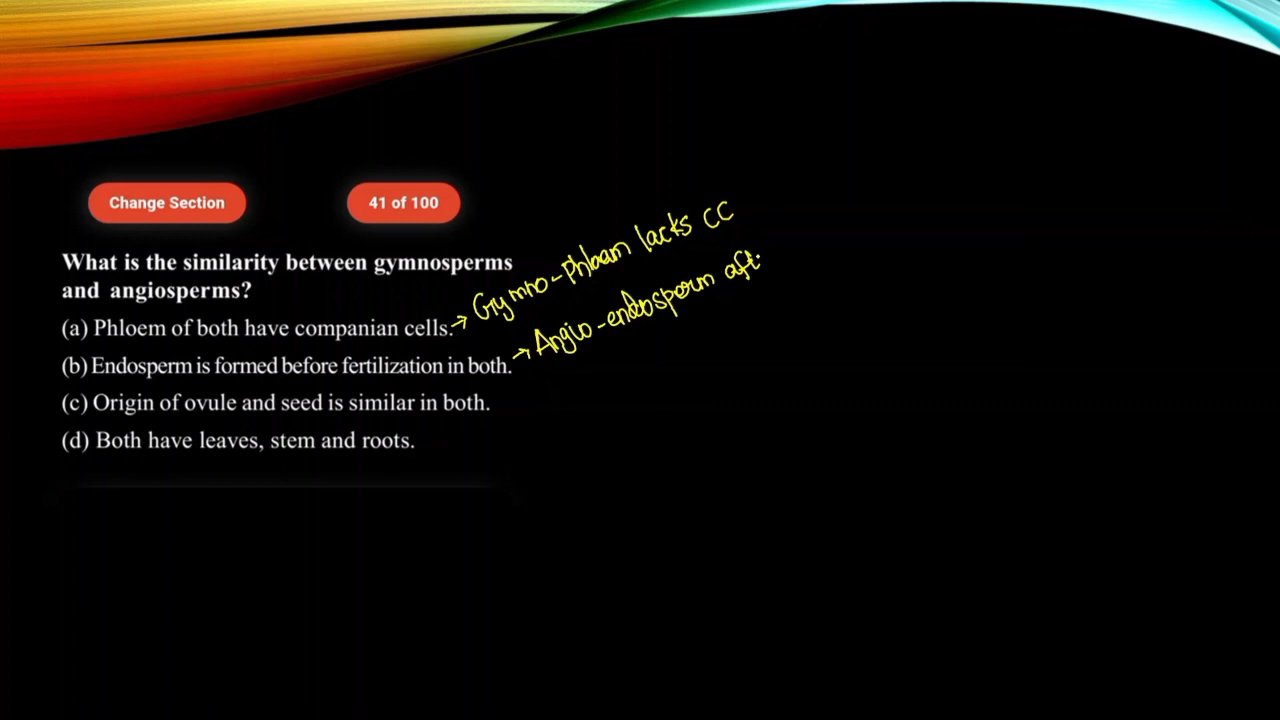 Change Section
41 of 100
What is the similarity between gymnosperms
and angiosperms?
(a) Phloem of both have companian cells.
→ Gymno-Phloem lacks CC
(b) Endosperm is formed before fertilization in both.
→ Angio-endosperm aft
(c) Origin of ovule and seed is similar in both.
(d) Both have leaves, stem and roots.